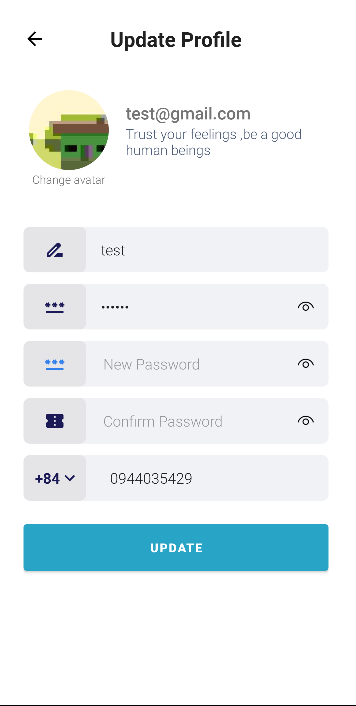 Update Profile
test@gmail.com
Trust your feelings ,be a good
human beings
Change avatar
test
••••••
New Password
Confirm Password
+84
0944035429
UPDATE